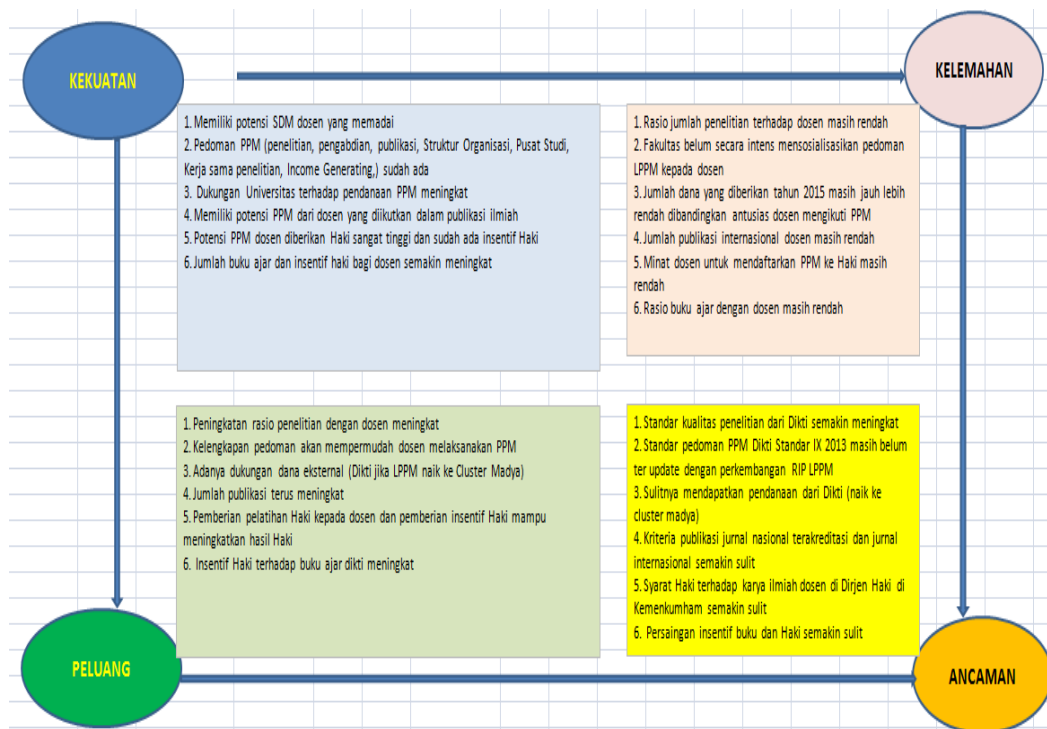 KEKUATAN
KELEMAHAN
1. Memiliki potensi SDM dosen yang memadai
2. Pedoman PPM (penelitian, pengabdian, publikasi, Struktur Organisasi, Pusat Studi,
Kerja sama penelitian, Income Generating,) sudah ada
3. Dukungan Universitas terhadap pendanaan PPM meningkat
4. Memiliki potensi PPM dari dosen yang diikutkan dalam publikasi ilmiah
5. Potensi PPM dosen diberikan Haki sangat tinggi dan sudah ada insentif Haki
6. Jumlah buku ajar dan insentif haki bagi dosen semakin meningkat
1. Rasio jumlah penelitian terhadap dosen masih rendah
2. Fakultas belum secara intens mensosialisasikan pedoman
LPPM kepada dosen
3. Jumlah dana yang diberikan tahun 2015 masih jauh lebih
rendah dibandingkan antusias dosen mengikuti PPM
4. Jumlah publikasi internasional dosen masih rendah
5. Minat dosen untuk mendaftarkan PPM ke Haki masih
rendah
6. Rasio buku ajar dengan dosen masih rendah
1. Peningkatan rasio penelitian dengan dosen meningkat
2. Kelengkapan pedoman akan mempermudah dosen melaksanakan PPM
3. Adanya dukungan dana eksternal (Dikti jika LPPM naik ke Cluster Madya)
4. Jumlah publikasi terus meningkat
5. Pemberian pelatihan Haki kepada dosen dan pemberian insentif Haki mampu
meningkatkan hasil Haki
6. Insentif Haki terhadap buku ajar dikti meningkat
1. Standar kualitas penelitian dari Dikti semakin meningkat
2. Standar pedoman PPM Dikti Standar IX 2013 masih belum
ter update dengan perkembangan RIP LPPM
3. Sulitnya mendapatkan pendanaan dari Dikti (naik ke
cluster madya)
4. Kriteria publikasi jurnal nasional terakreditasi dan jurnal
internasional semakin sulit
5. Syarat Haki terhadap karya ilmiah dosen di Dirjen Haki di
Kemenkumham semakin sulit
6. Persaingan insentif buku dan Haki semakin sulit
PELUANG
ANCAMAN